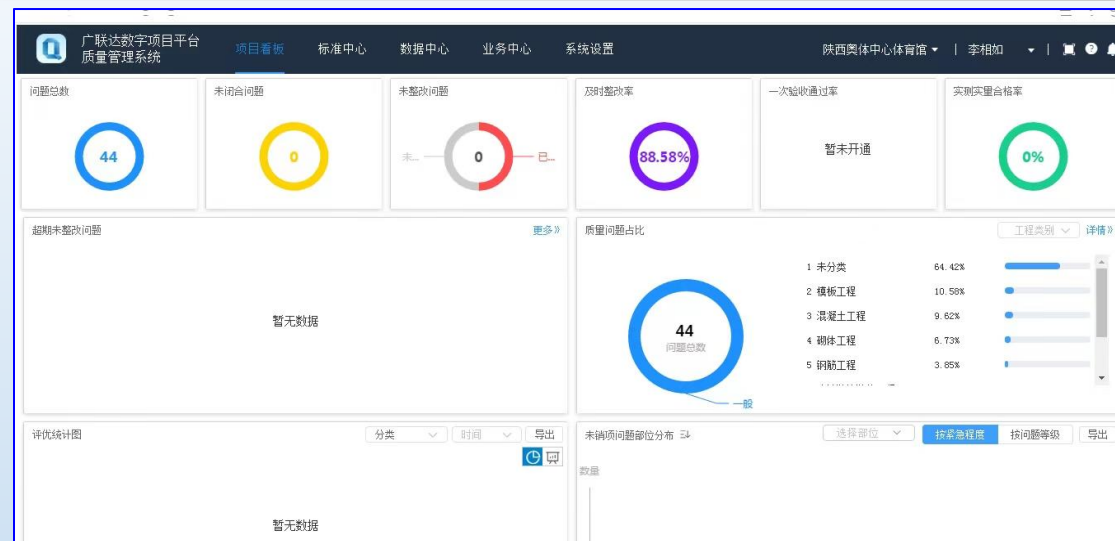 广联达数字项目平台
质量管理系统
项目看板 标准中心 数据中心 业务中心 系统设置 陕西奥体中心体育馆 李相如
问题总数 未闭合问题 未整改问题 及时整改率 一次验收通过率 实测实量合格率
44 0 未... 0 已... 88.58% 暂未开通 0%
超期未整改问题 更多》 质量问题占比 工程类别 详情》
暂无数据
44
问题总数
一般
1 未分类 64.42%
2 模板工程 10.58%
3 混凝土工程 9.62%
4 砌体工程 6.73%
5 钢筋工程 3.85%
评优统计图 分类 时间 导出 未销项问题部位分布 选择部位 按紧急程度 按问题等级 导出
数量
暂无数据